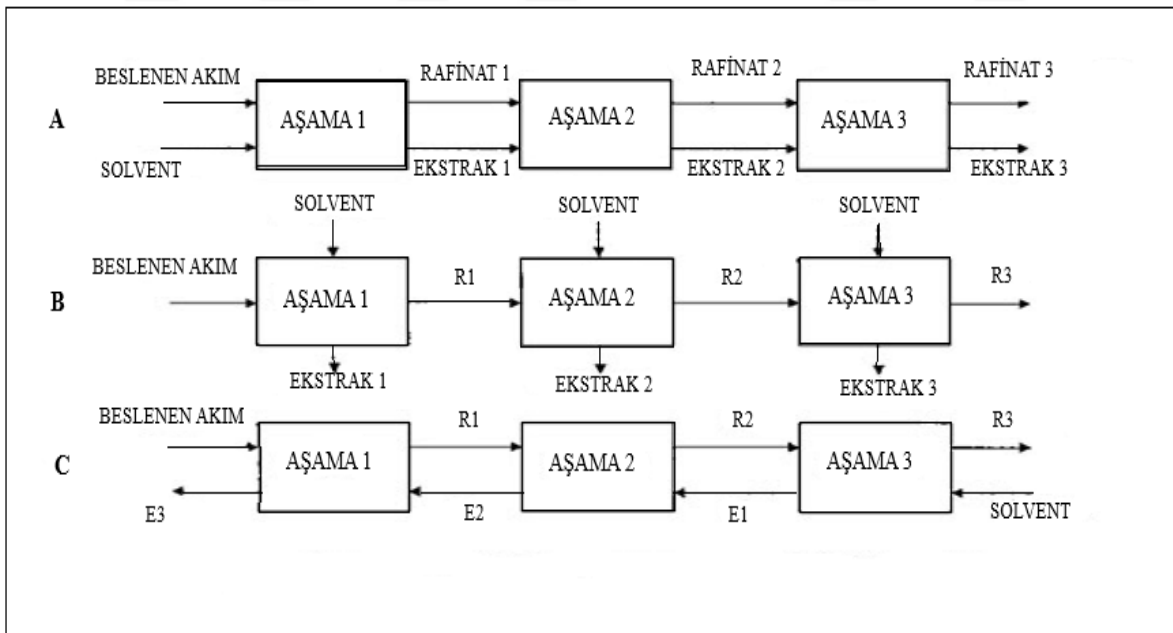 BESLENEN AKIM RAFİNAT 1 RAFİNAT 2 RAFİNAT 3
A AŞAMA 1 AŞAMA 2 AŞAMA 3
SOLVENT EKSTRAK 1 EKSTRAK 2 EKSTRAK 3
SOLVENT SOLVENT SOLVENT
BESLENEN AKIM R1 R2 R3
B AŞAMA 1 AŞAMA 2 AŞAMA 3
EKSTRAK 1 EKSTRAK 2 EKSTRAK 3
BESLENEN AKIM R1 R2 R3
C AŞAMA 1 AŞAMA 2 AŞAMA 3
E3 E2 E1 SOLVENT